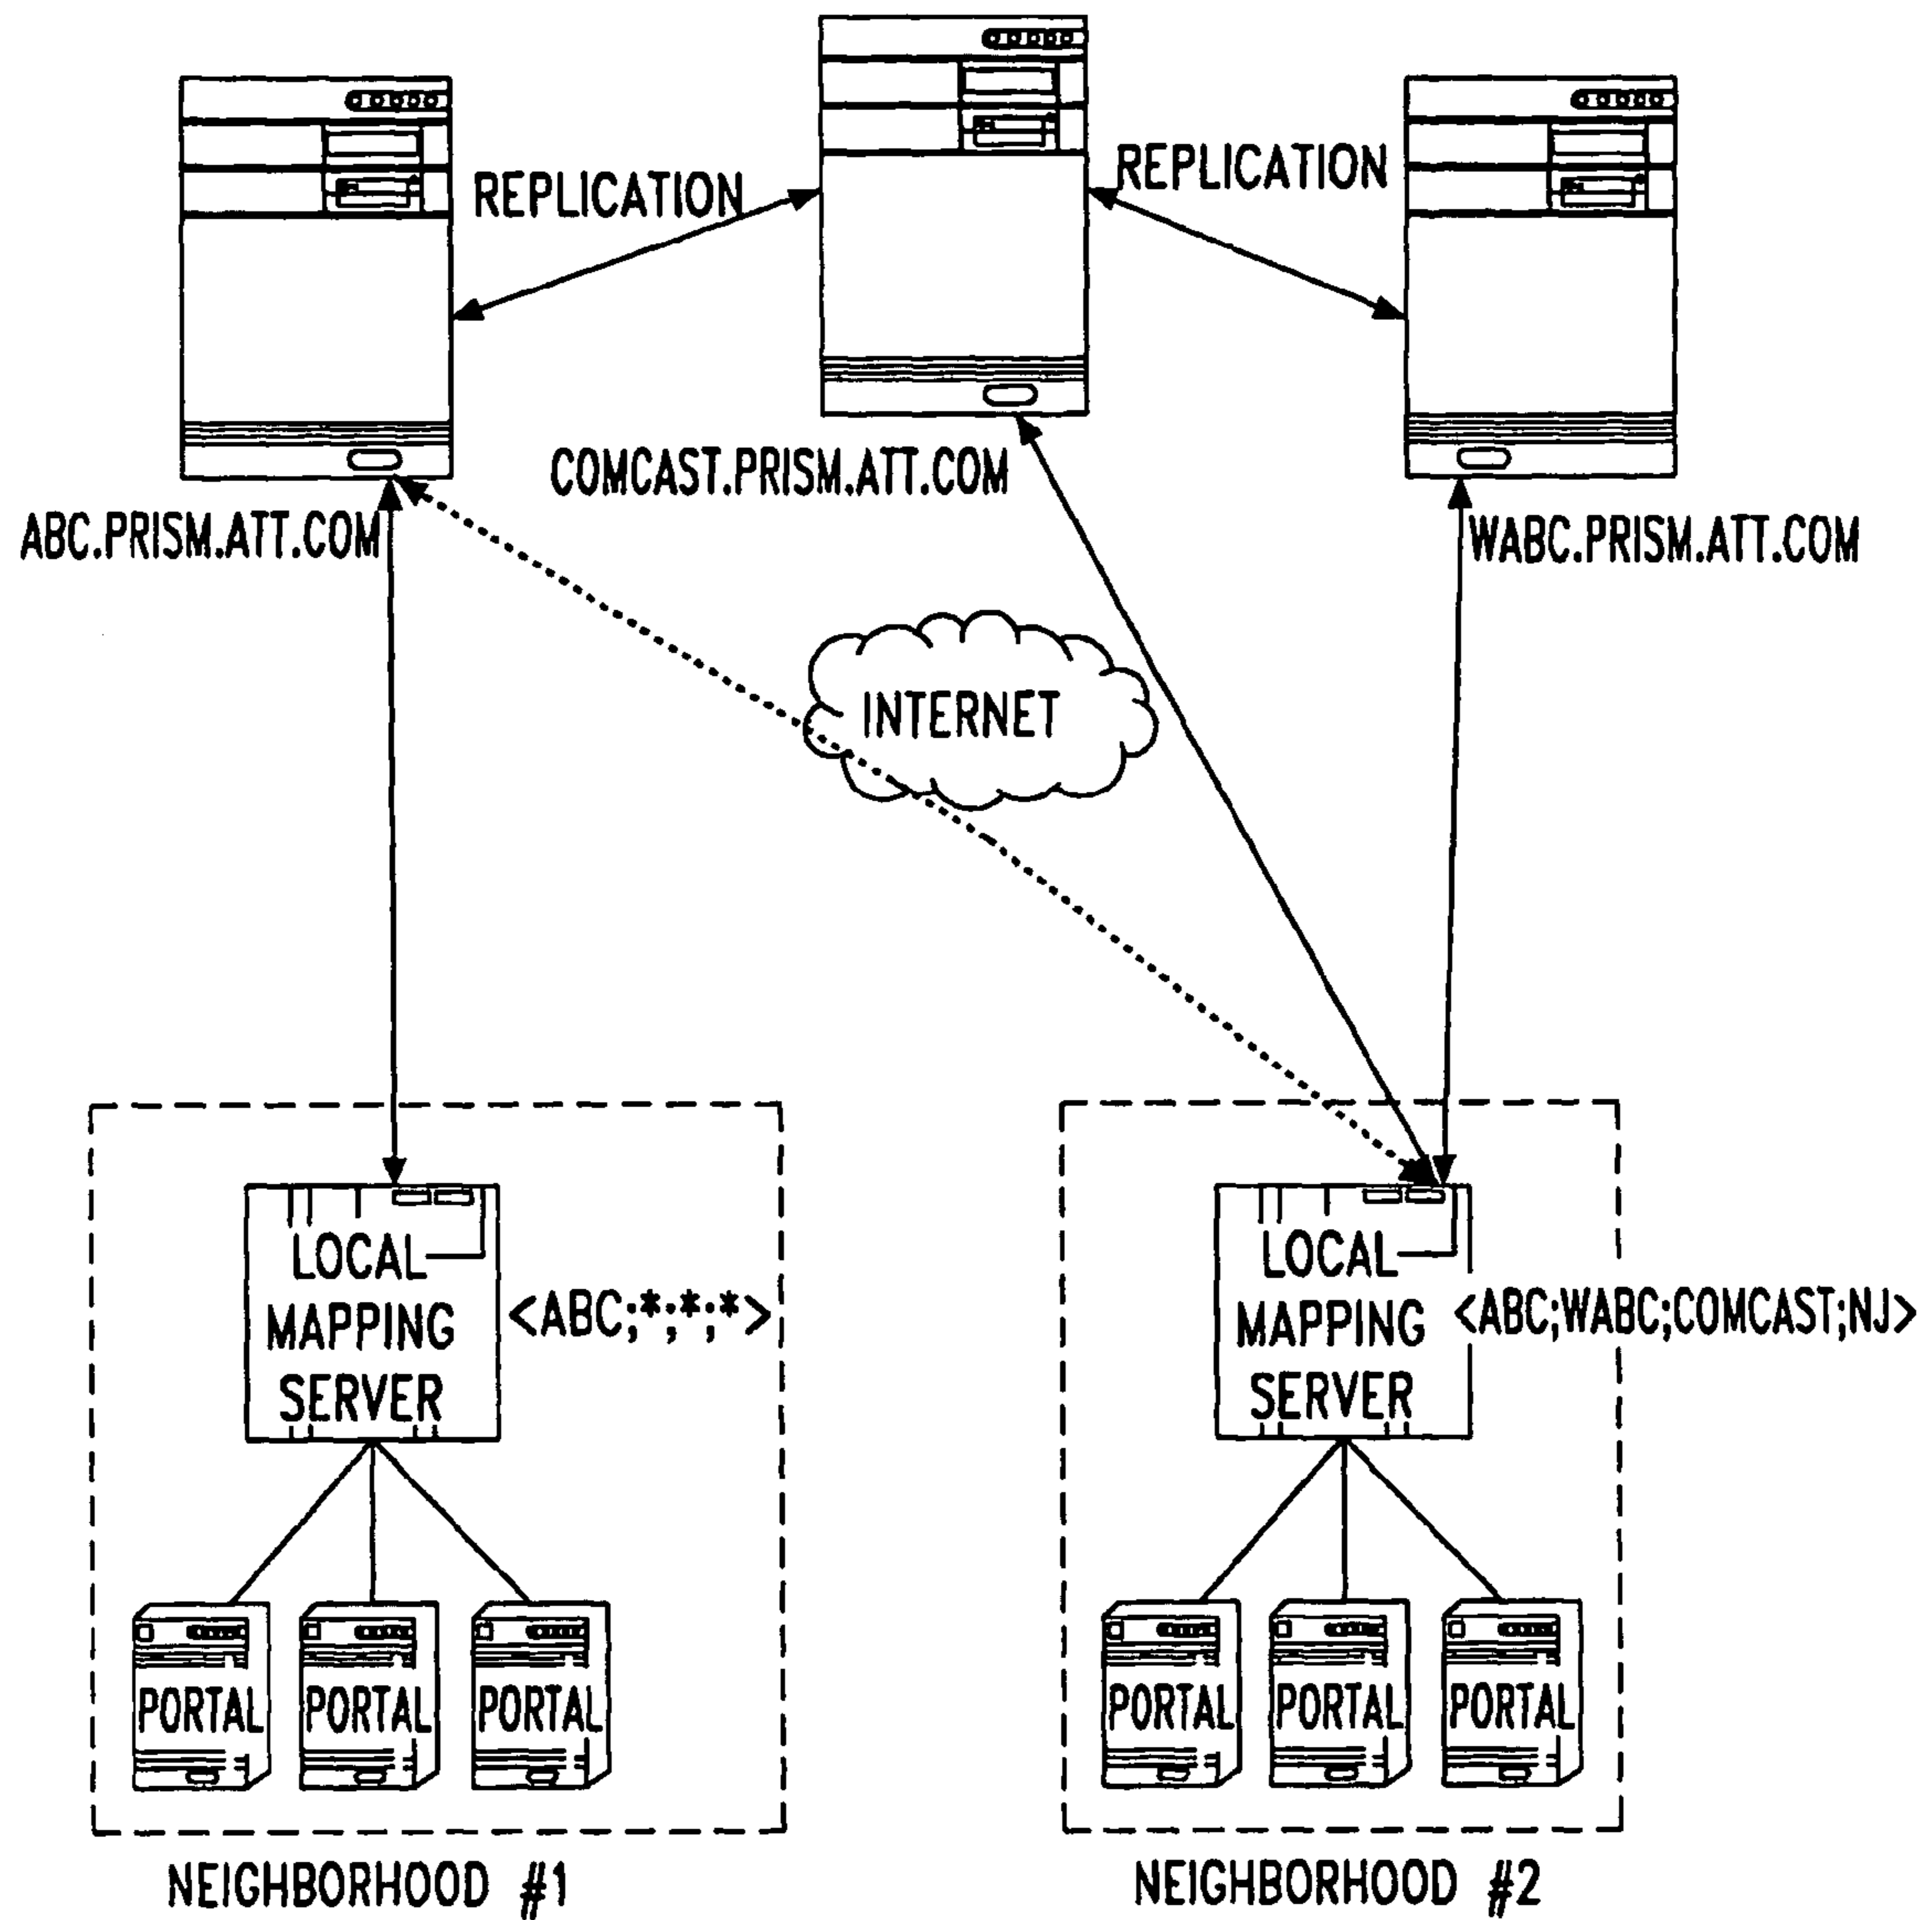 REPLICATION
REPLICATION
COMCAST.PRISM.ATT.COM
ABC.PRISM.ATT.COM
WABC.PRISM.ATT.COM
INTERNET
LOCAL
MAPPING
SERVER
<ABC;*;*;*>
LOCAL
MAPPING
SERVER
<ABC;WABC;COMCAST;NJ>
PORTAL
PORTAL
PORTAL
PORTAL
PORTAL
PORTAL
NEIGHBORHOOD #1
NEIGHBORHOOD #2